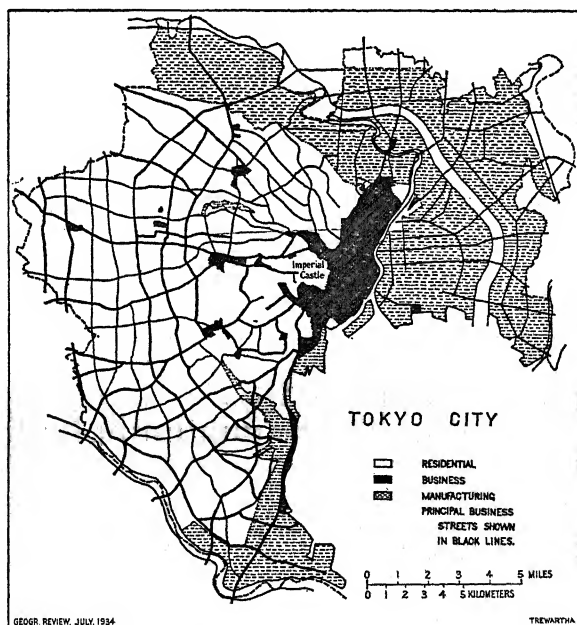 Imperial
Castle
TOKYO CITY
RESIDENTIAL
BUSINESS
MANUFACTURING
PRINCIPAL BUSINESS
STREETS SHOWN
IN BLACK LINES.
0 1 2 3 4 5 MILES
0 1 2 3 4 5 KILOMETERS
GEOGR. REVIEW, JULY, 1934
TREWARTHA